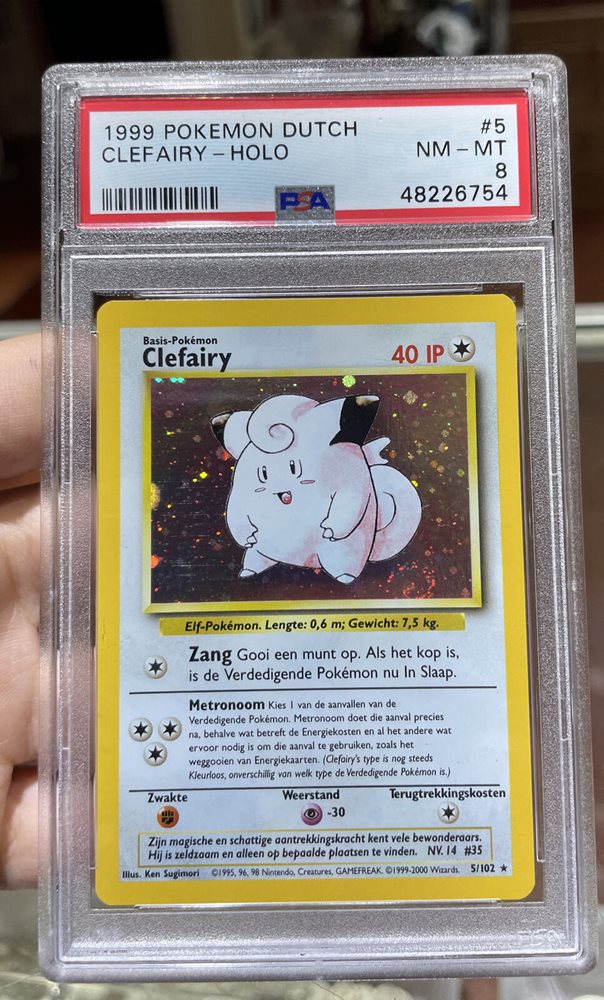 1999 POKEMON DUTCH #5
CLEFAIRY – HOLO NM – MT
8
PSA 48226754
Basis-Pokémon
Clefairy 40 IP
Elf-Pokémon. Lengte: 0,6 m; Gewicht: 7,5 kg.
Zang Gooi een munt op. Als het kop is,
is de Verdedigende Pokémon nu In Slaap.
Metronoom Kies 1 van de aanvallen van de
Verdedigende Pokémon. Metronoom doet die aanval precies
na, behalve wat betreft de Energiekosten en al het andere wat
ervoor nodig is om die aanval te gebruiken, zoals het
weggooien van Energiekaarten. (Clefairy's type is nog steeds
Kleurloos, onverschillig van welk type de Verdedigende Pokémon is.)
Zwakte Weerstand Terugtrekkingskosten
-30
Zijn magische en schattige aantrekkingskracht kent vele bewonderaars.
Hij is zeldzaam en alleen op bepaalde plaatsen te vinden. NV. 14 #35
Illus. Ken Sugimori ©1995, 96, 98 Nintendo, Creatures, GAMEFREAK. ©1999-2000 Wizards. 5/102 ★